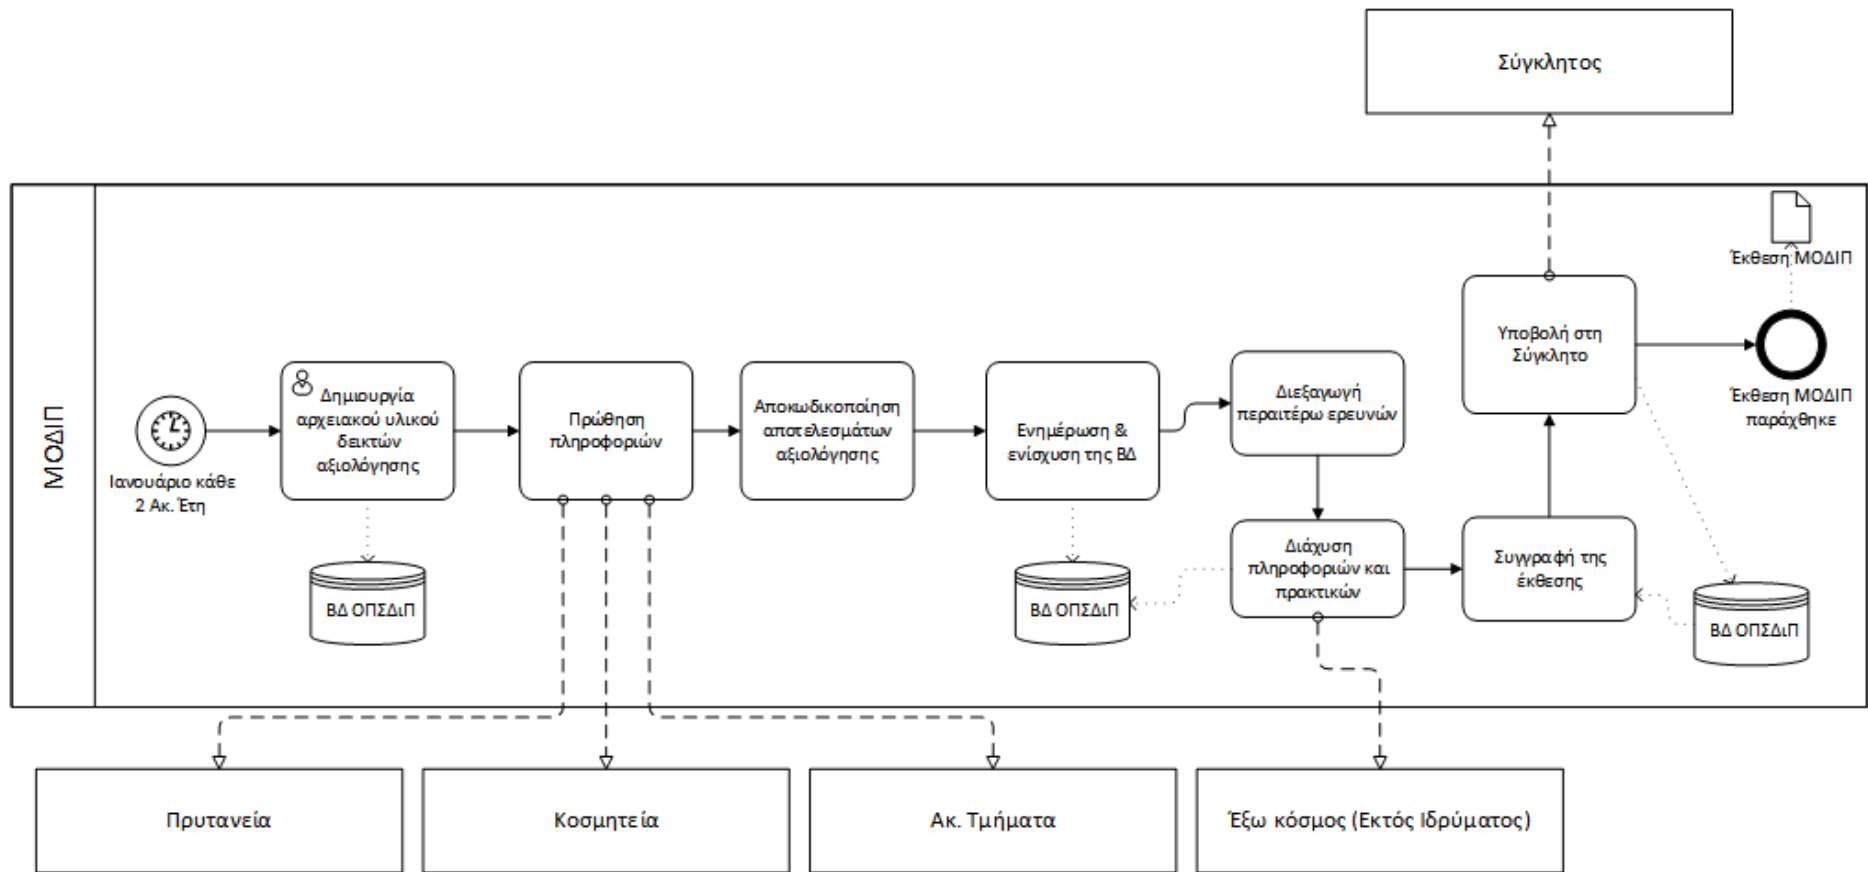 Σύγκλητος
ΜΟΔΙΠ
Ιανουάριο κάθε
2 Ακ. Έτη
Δημιουργία
αρχειακού υλικού
δεικτών
αξιολόγησης
ΒΔ ΟΠΣΔιΠ
Πρώθηση
πληροφοριών
Αποκωδικοποίηση
αποτελεσμάτων
αξιολόγησης
Ενημέρωση &
ενίσχυση της ΒΔ
ΒΔ ΟΠΣΔιΠ
Διεξαγωγή
περαιτέρω ερευνών
Διάχυση
πληροφοριών και
πρακτικών
Συγγραφή της
έκθεσης
Υποβολή στη
Σύγκλητο
ΒΔ ΟΠΣΔιΠ
Έκθεση ΜΟΔΙΠ
Έκθεση ΜΟΔΙΠ
παράχθηκε
Πρυτανεία
Κοσμητεία
Ακ. Τμήματα
Έξω κόσμος (Εκτός Ιδρύματος)